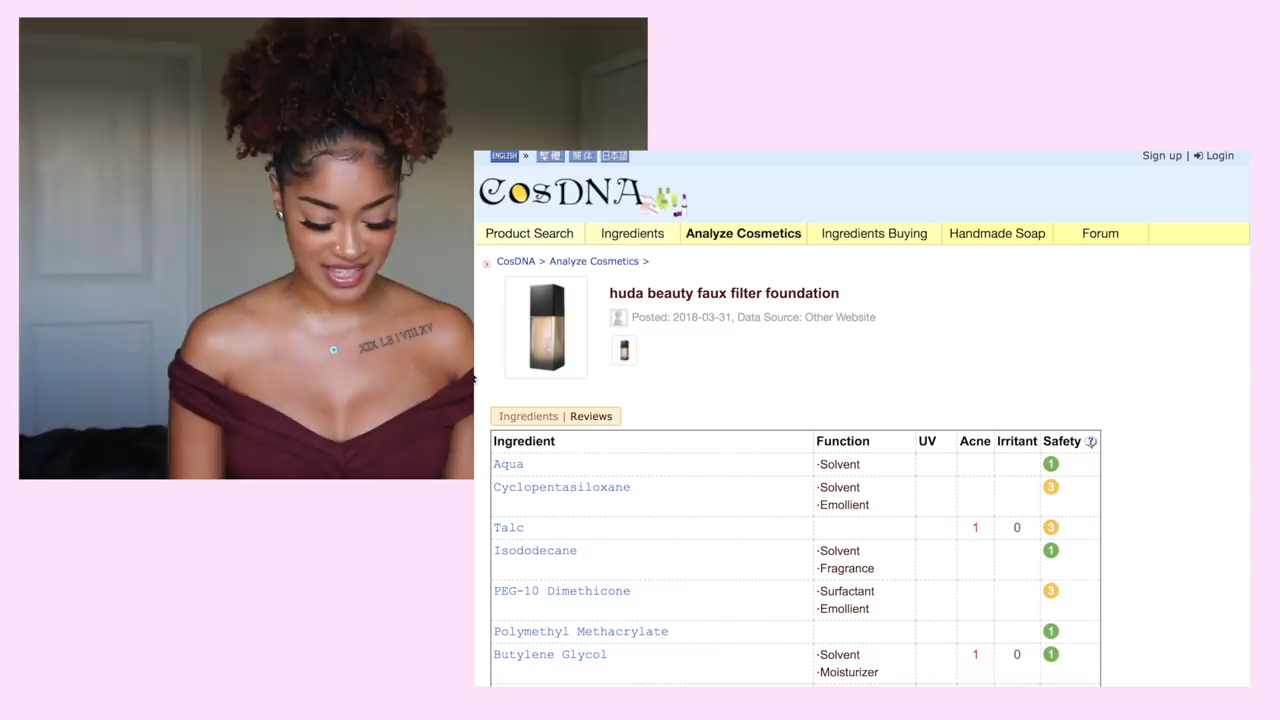 XIX LB | VIII XV
ENGLISH » 繁體 簡体 日本語
Sign up | Login
CosDNA
Product Search Ingredients Analyze Cosmetics Ingredients Buying Handmade Soap Forum
CosDNA > Analyze Cosmetics >
huda beauty faux filter foundation
Posted: 2018-03-31, Data Source: Other Website
Ingredients | Reviews
Ingredient Function UV Acne Irritant Safety ?
Aqua ·Solvent 1
Cyclopentasiloxane ·Solvent 3
·Emollient
Talc 1 0 3
Isododecane ·Solvent 1
·Fragrance
PEG-10 Dimethicone ·Surfactant 3
·Emollient
Polymethyl Methacrylate 1
Butylene Glycol ·Solvent 1 0 1
·Moisturizer